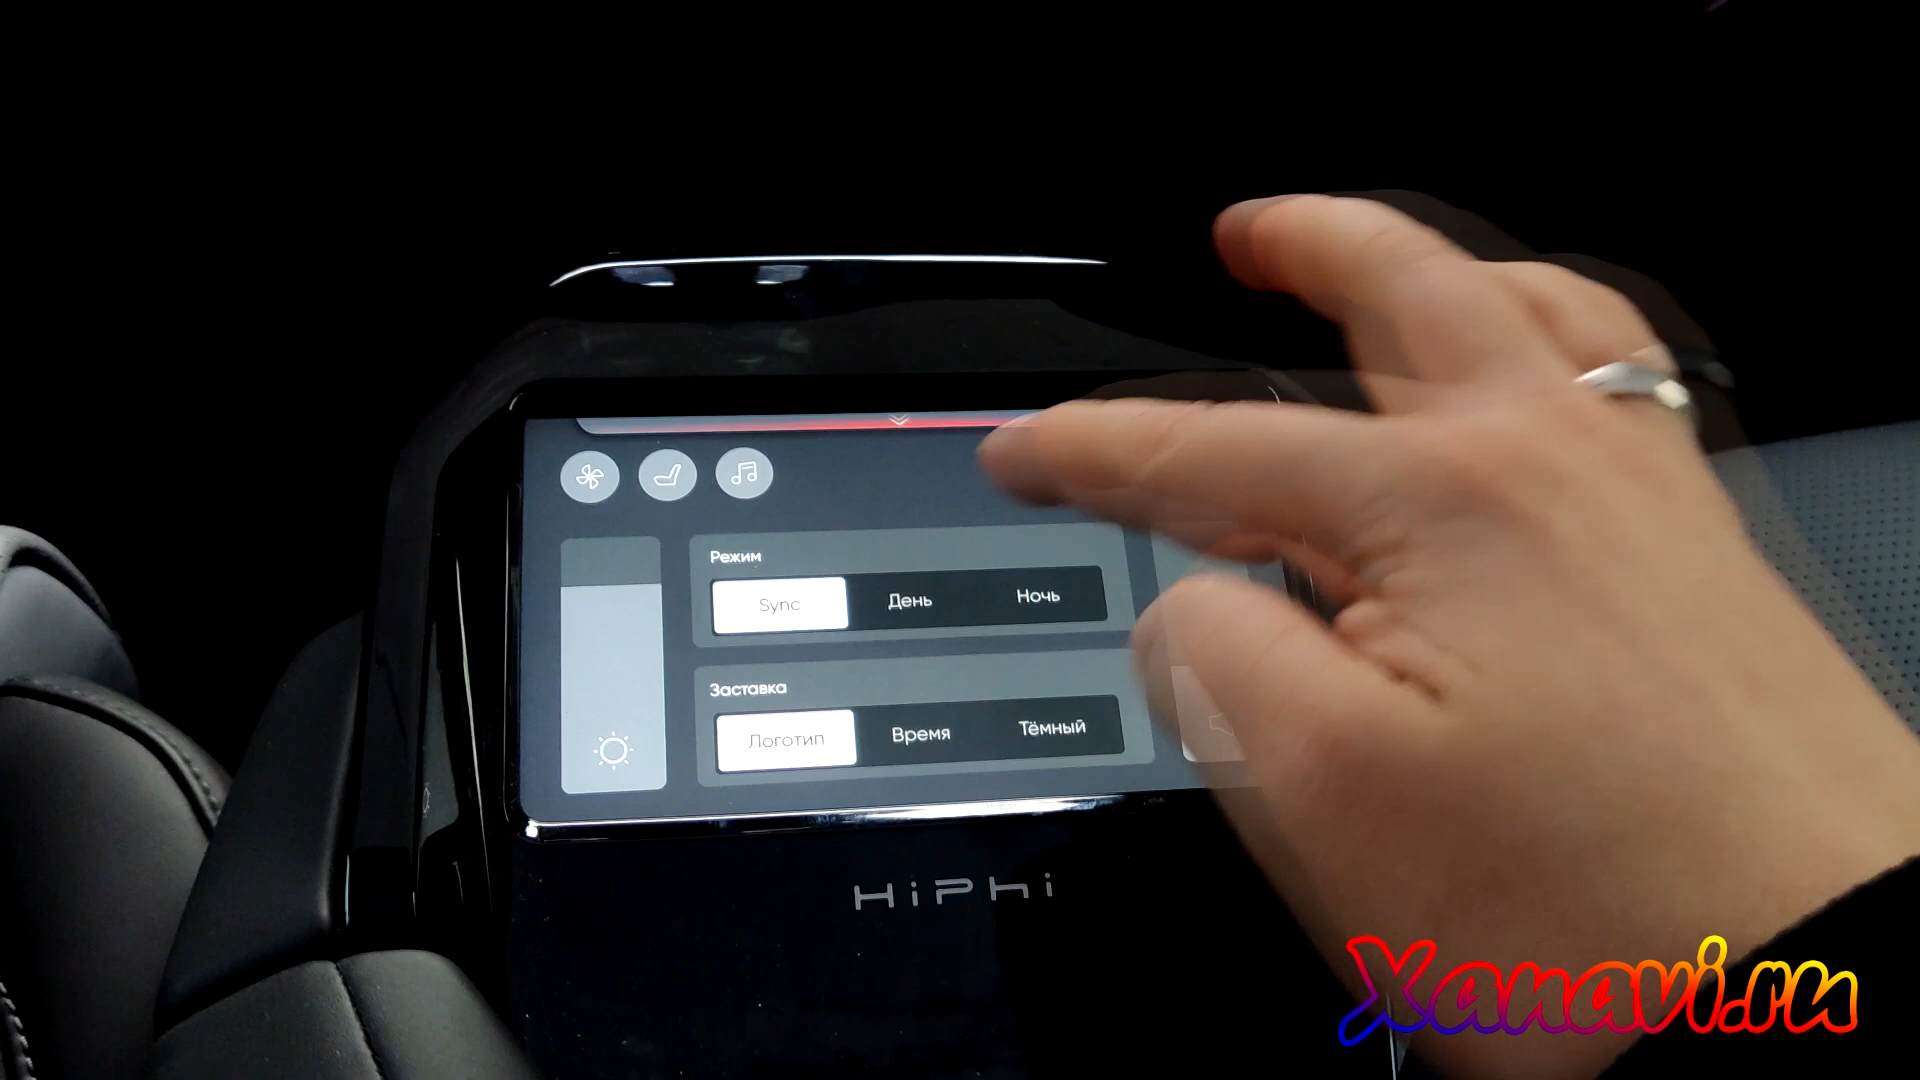 Режим
Sync День Ночь
Заставка
Логотип Время Тёмный
HiPhi
Xanavi.ru